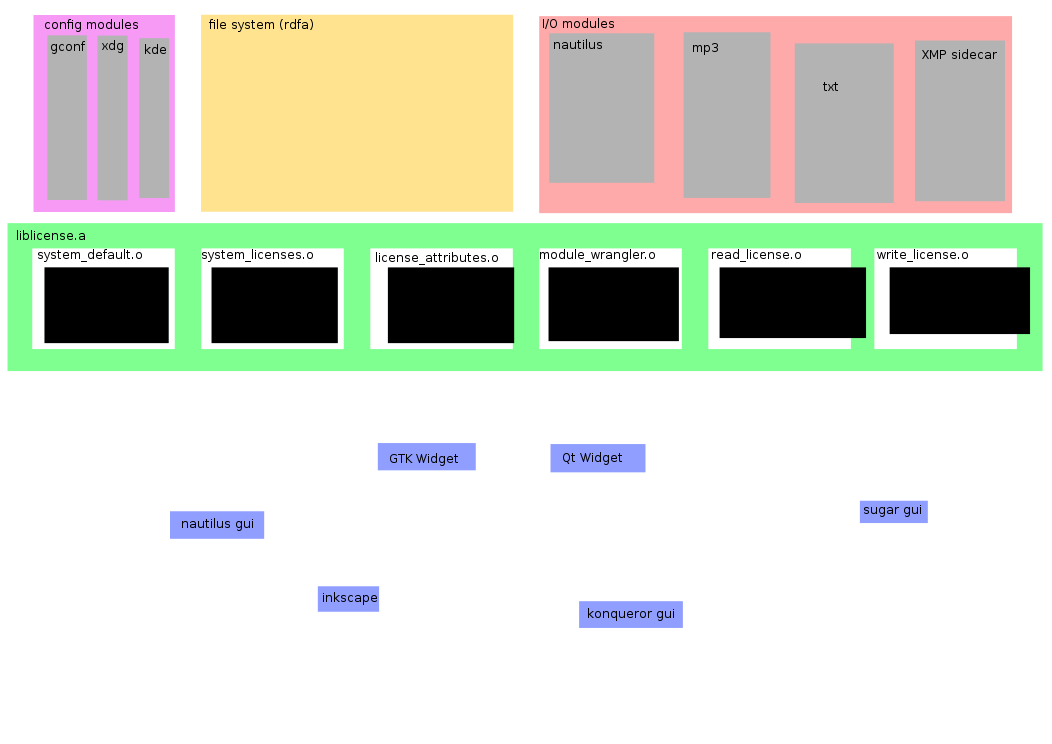 config modules
gconf
xdg
kde
file system (rdfa)
I/O modules
nautilus
mp3
txt
XMP sidecar
liblicense.a
system_default.o
system_licenses.o
license_attributes.o
module_wrangler.o
read_license.o
write_license.o
GTK Widget
Qt Widget
nautilus gui
sugar gui
inkscape
konqueror gui